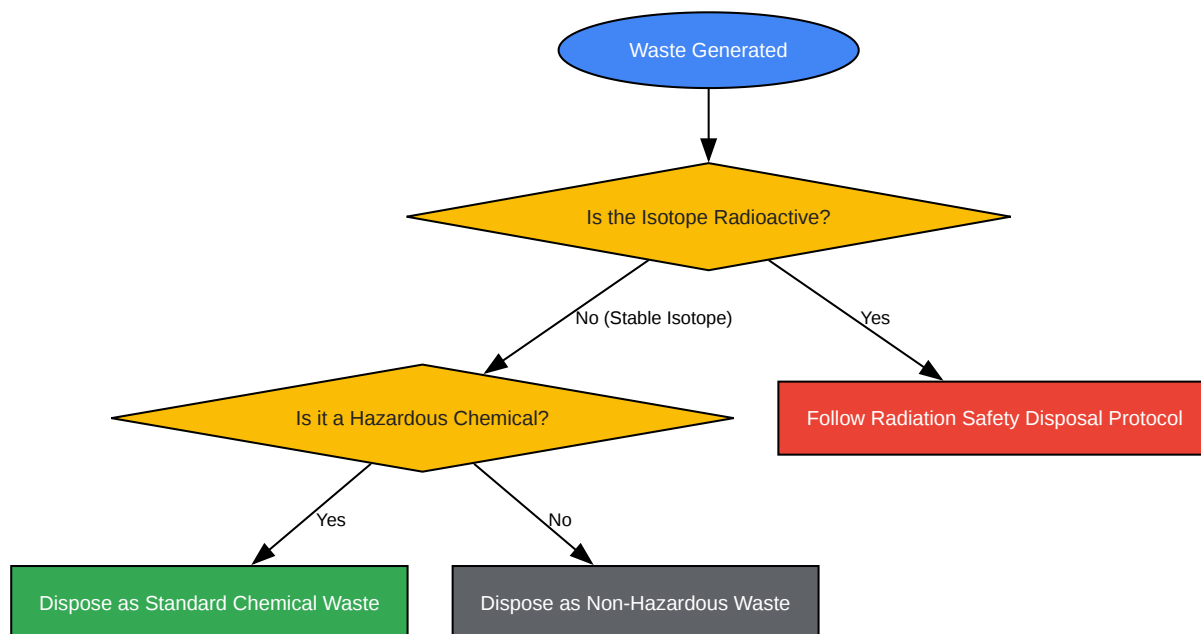 Waste Generated
Is the Isotope Radioactive?
No (Stable Isotope)
Yes
Is it a Hazardous Chemical?
Follow Radiation Safety Disposal Protocol
Yes
No
Dispose as Standard Chemical Waste
Dispose as Non-Hazardous Waste